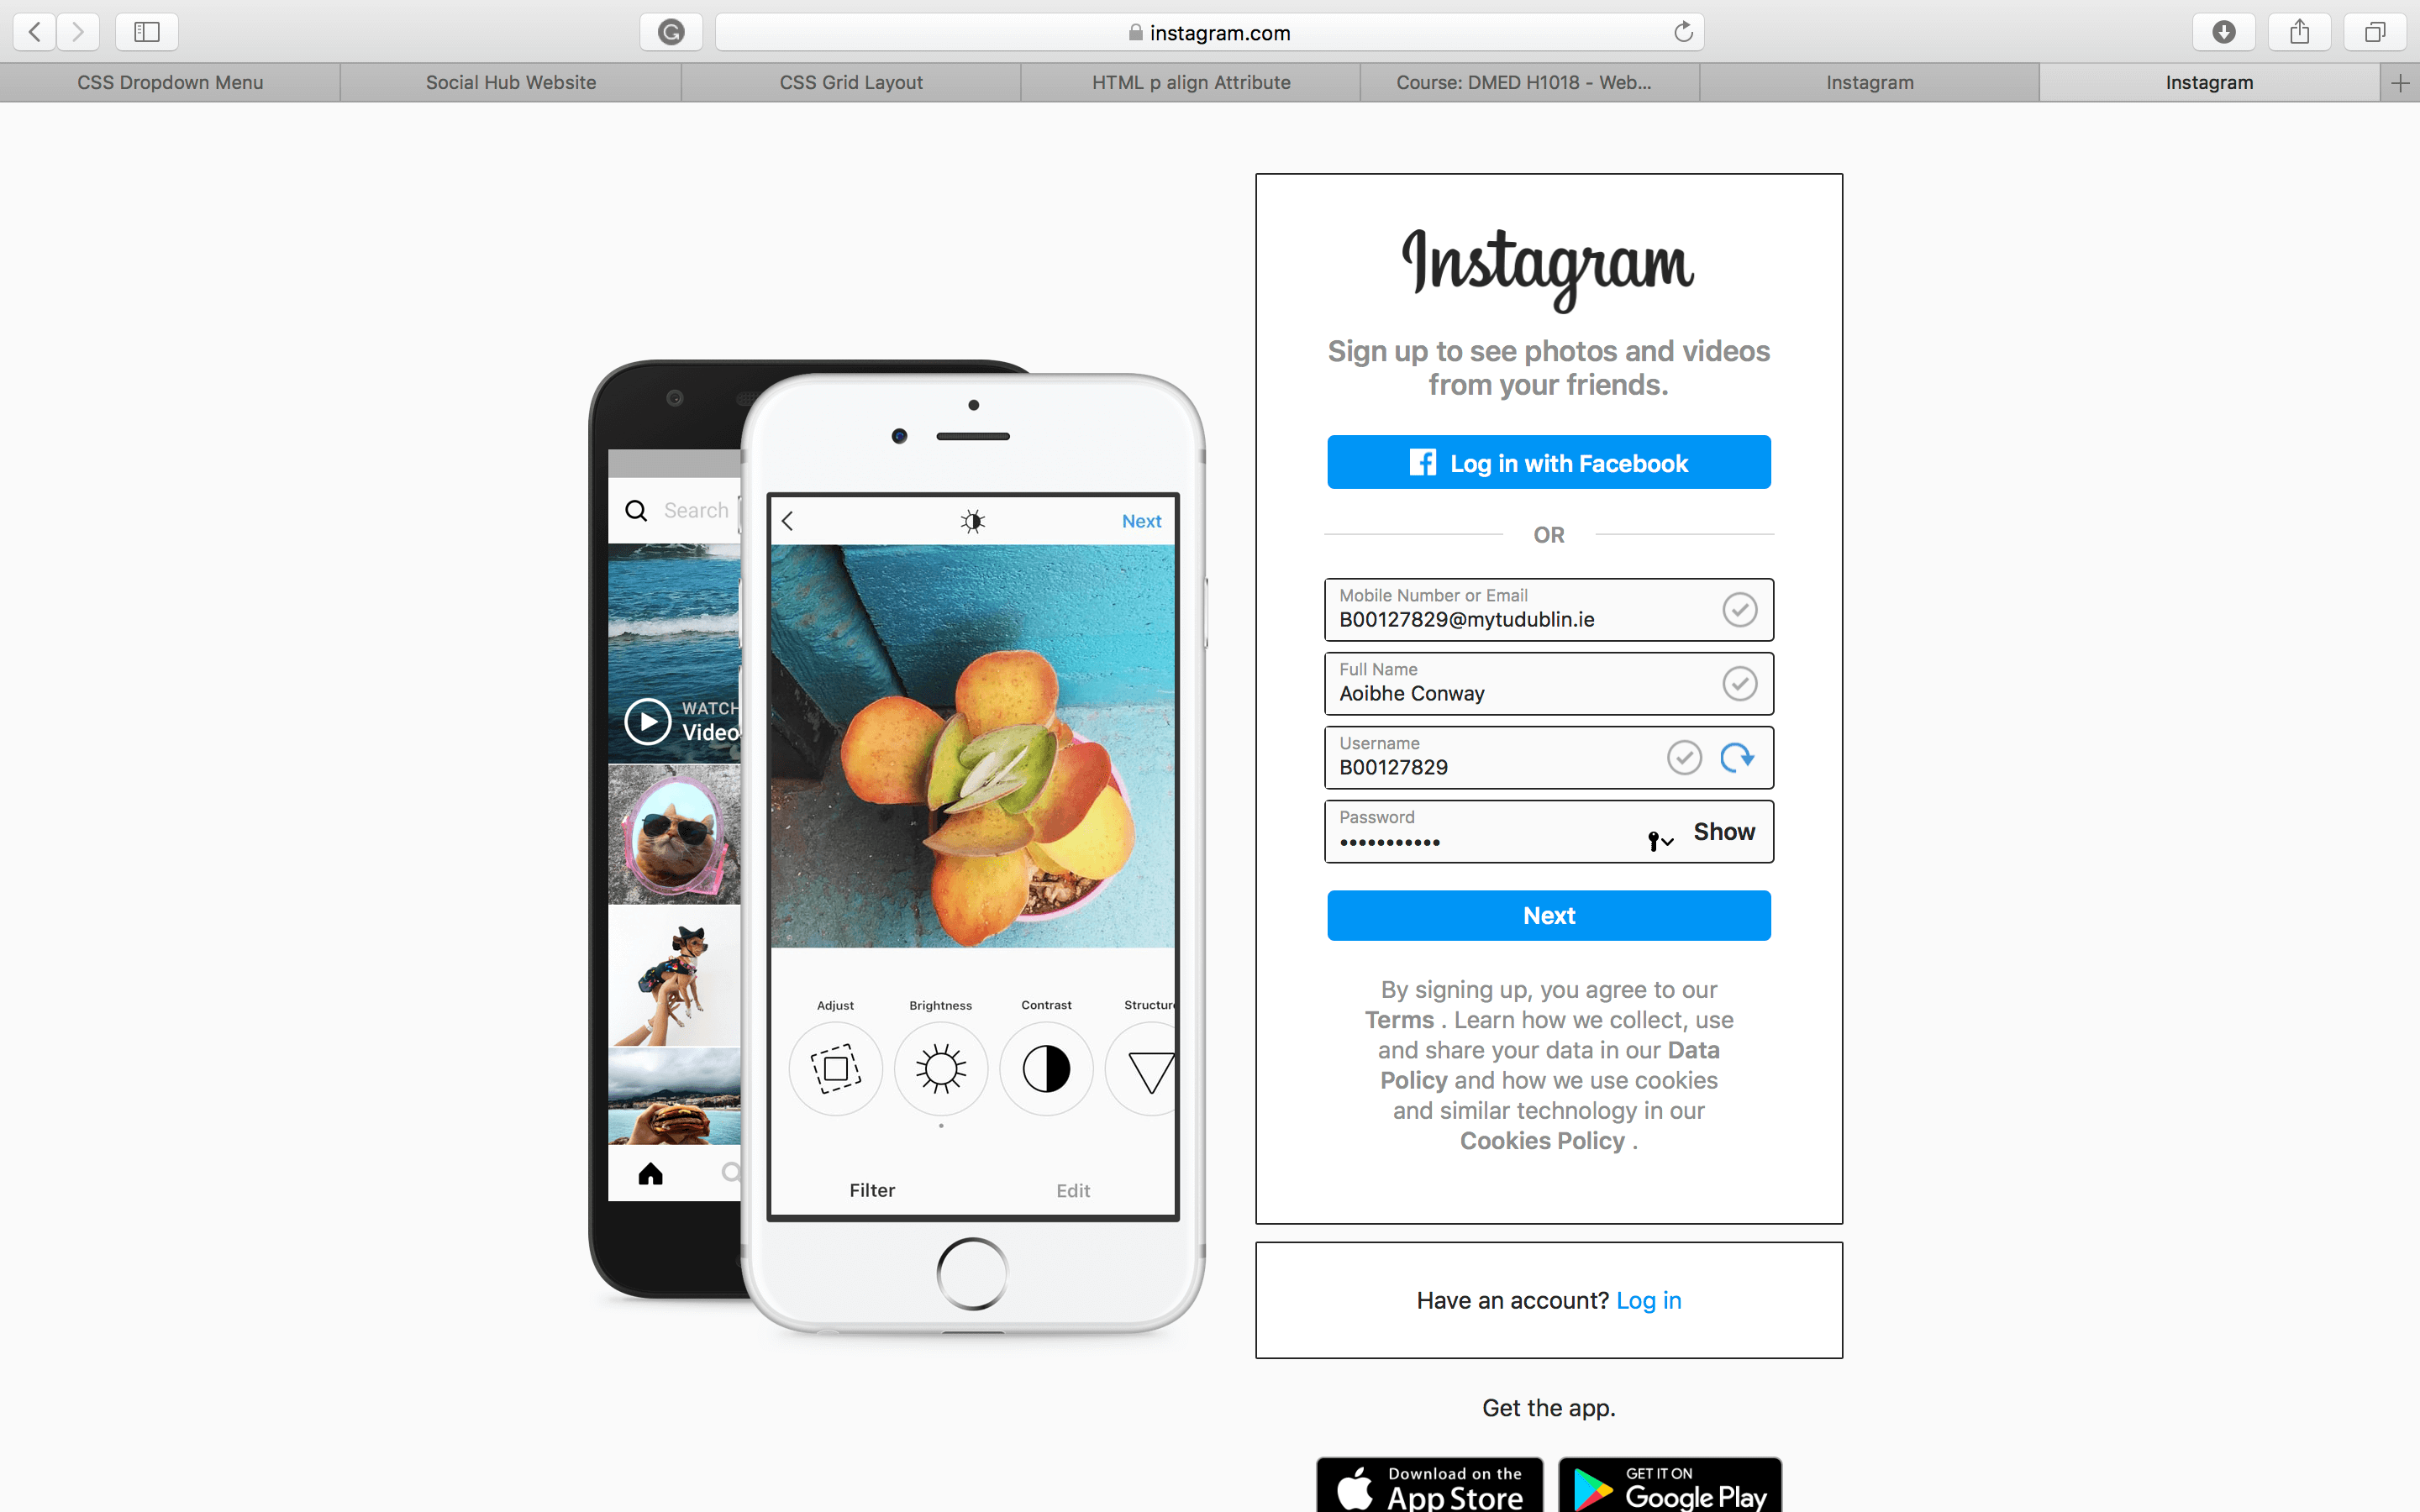 instagram.com
CSS Dropdown Menu
Social Hub Website
CSS Grid Layout
HTML p align Attribute
Course: DMED H1018 - Web...
Instagram
Instagram
Search
WATCH
Video
Next
Adjust
Brightness
Contrast
Structure
Filter
Edit
Instagram
Sign up to see photos and videos
from your friends.
Log in with Facebook
OR
Mobile Number or Email
B00127829@mytudublin.ie
Full Name
Aoibhe Conway
Username
B00127829
Password
•••••••••••
Show
Next
By signing up, you agree to our
Terms . Learn how we collect, use
and share your data in our Data
Policy and how we use cookies
and similar technology in our
Cookies Policy .
Have an account? Log in
Get the app.
Download on the
App Store
GET IT ON
Google Play